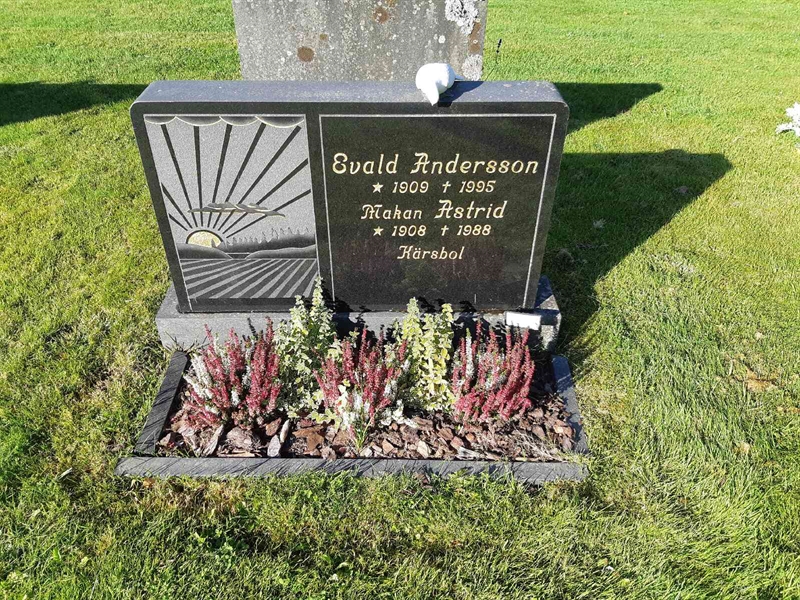 Evald Andersson
★ 1909 † 1995
Makan Astrid
★ 1908 † 1988
Kärsbol